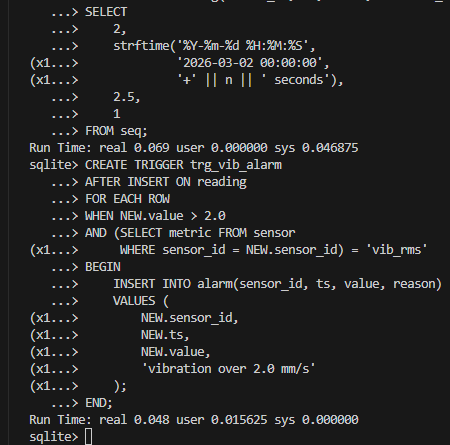 ...> SELECT
   ...>     2,
   ...>     strftime('%Y-%m-%d %H:%M:%S',
(x1...>              '2026-03-02 00:00:00',
(x1...>              '+' || n || ' seconds'),
   ...>     2.5,
   ...>     1
   ...> FROM seq;
Run Time: real 0.069 user 0.000000 sys 0.046875
sqlite> CREATE TRIGGER trg_vib_alarm
   ...> AFTER INSERT ON reading
   ...> FOR EACH ROW
   ...> WHEN NEW.value > 2.0
   ...> AND (SELECT metric FROM sensor
(x1...>      WHERE sensor_id = NEW.sensor_id) = 'vib_rms'
   ...> BEGIN
   ...>     INSERT INTO alarm(sensor_id, ts, value, reason)
   ...>     VALUES (
(x1...>         NEW.sensor_id,
(x1...>         NEW.ts,
(x1...>         NEW.value,
(x1...>         'vibration over 2.0 mm/s'
(x1...>     );
   ...> END;
Run Time: real 0.048 user 0.015625 sys 0.000000
sqlite>